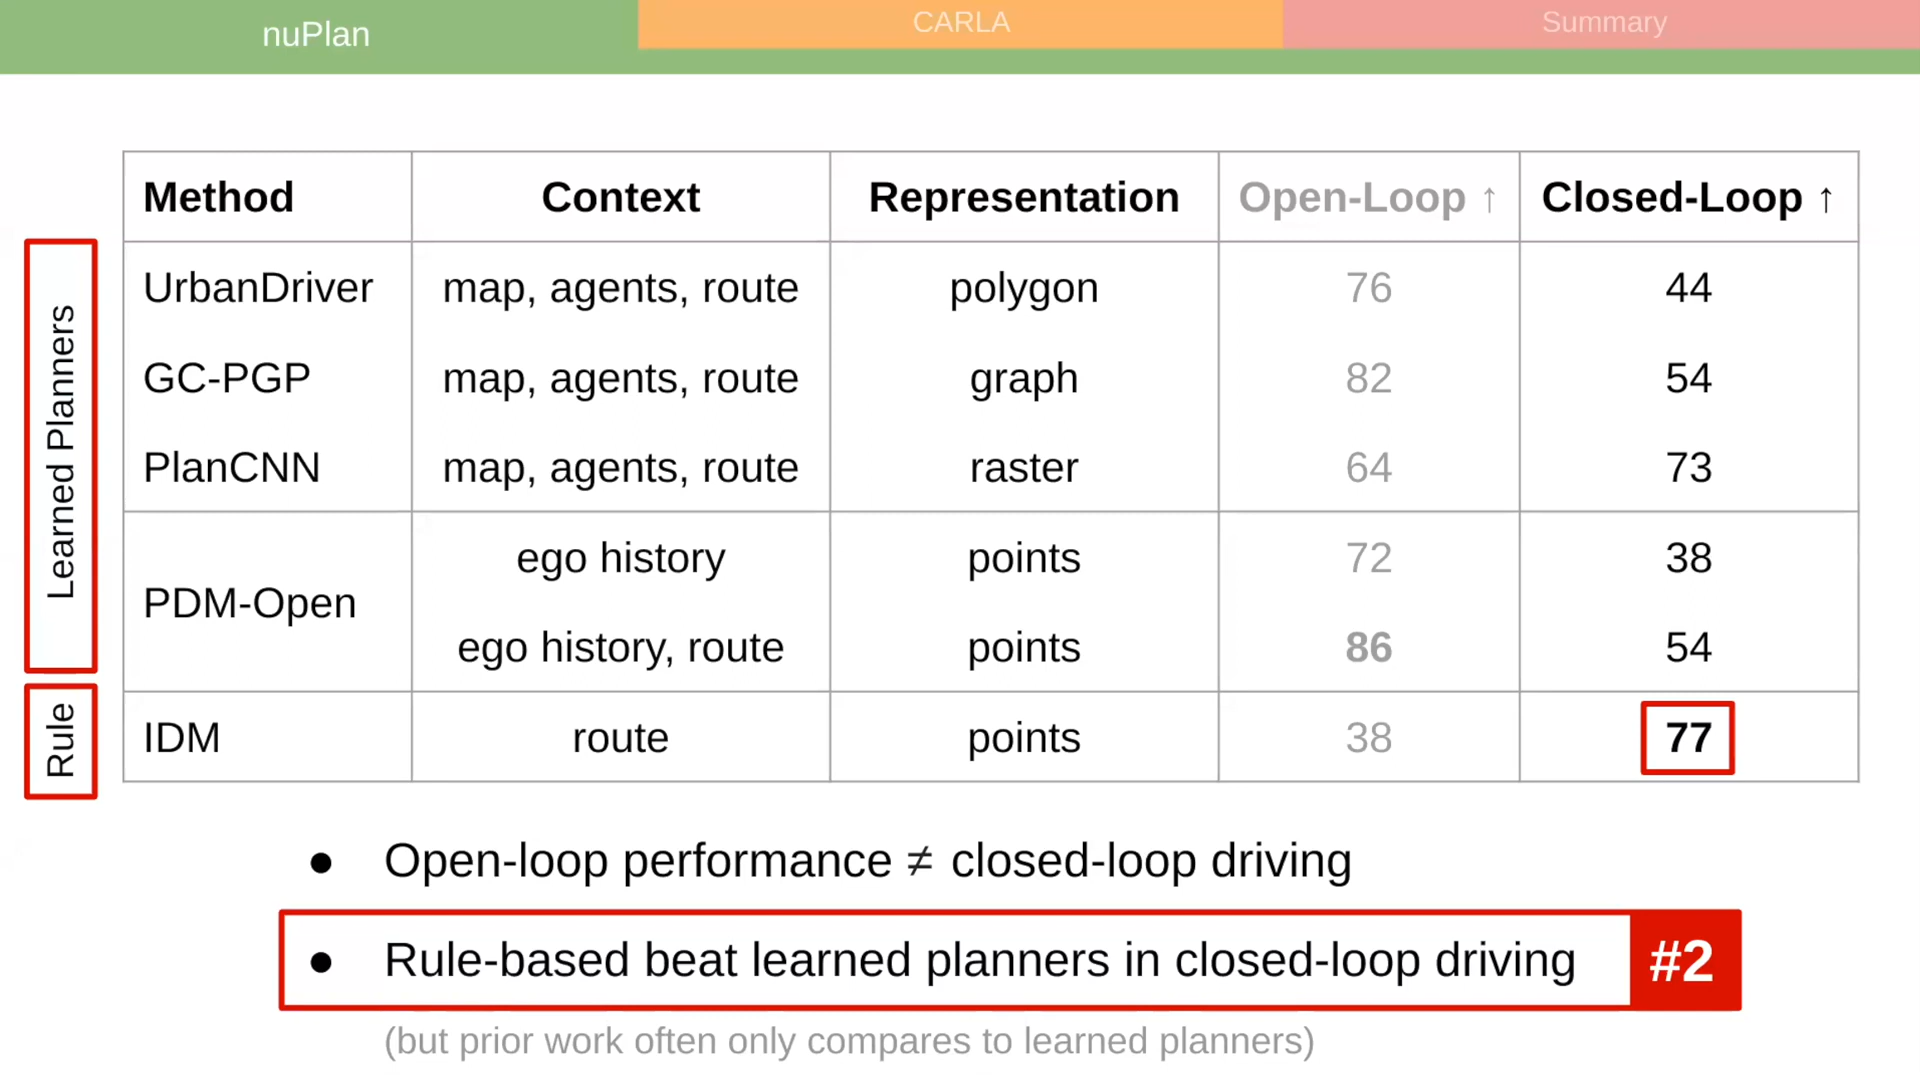 nuPlan
CARLA
Summary
Method Context Representation Open-Loop ↑ Closed-Loop ↑
Learned Planners
UrbanDriver map, agents, route polygon 76 44
GC-PGP map, agents, route graph 82 54
PlanCNN map, agents, route raster 64 73
PDM-Open
ego history points 72 38
ego history, route points 86 54
Rule
IDM route points 38 77
● Open-loop performance ≠ closed-loop driving
● Rule-based beat learned planners in closed-loop driving #2
(but prior work often only compares to learned planners)